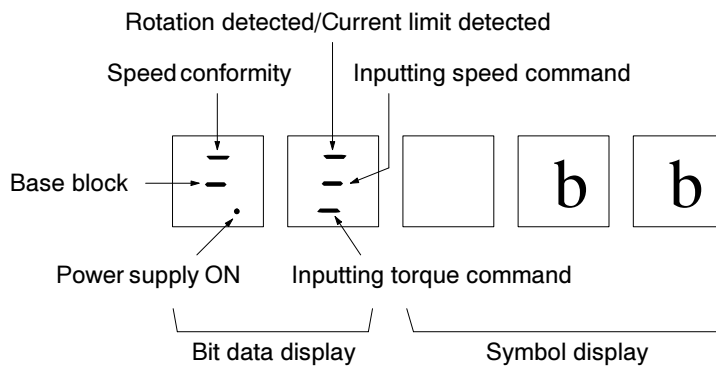 Rotation detected/Current limit detected
Speed conformity
Inputting speed command
Base block
b b
Power supply ON
Inputting torque command
Bit data display
Symbol display